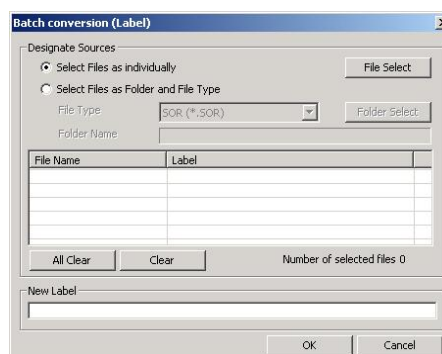 Batch conversion (Label)
Designate Sources
Select Files as individually
File Select
Select Files as Folder and File Type
File Type
SOR (*.SOR)
Folder Select
Folder Name
File Name Label
All Clear Clear Number of selected files 0
New Label
OK Cancel